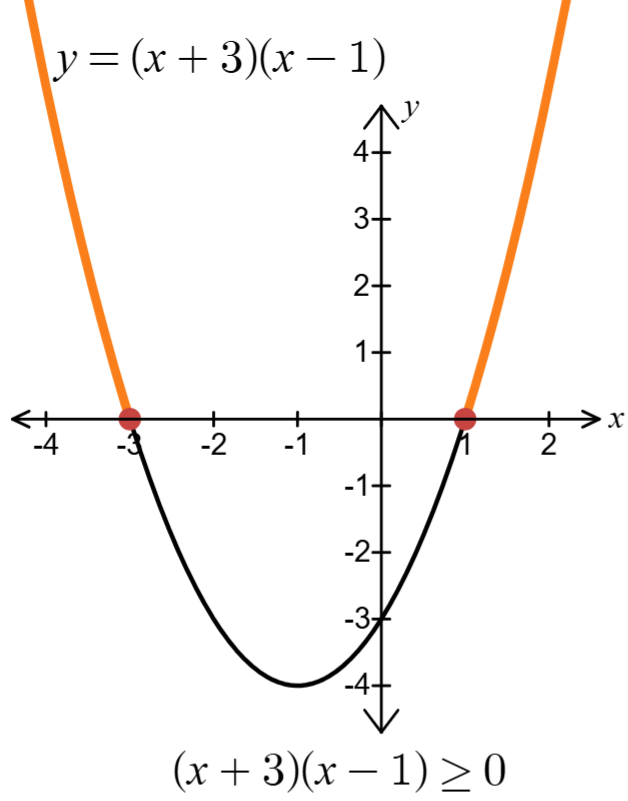 y = (x + 3)(x − 1)
y
4
3
2
1
x
-4 -3 -2 -1 1 2
-1
-2
-3
-4
(x + 3)(x − 1) ≥ 0